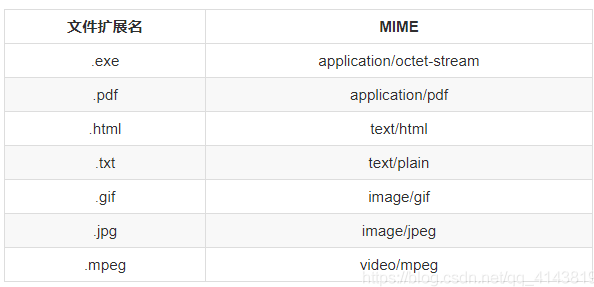 文件扩展名 MIME
.exe application/octet-stream
.pdf application/pdf
.html text/html
.txt text/plain
.gif image/gif
.jpg image/jpeg
.mpeg video/mpeg
https://blog.csdn.net/qq_4143819